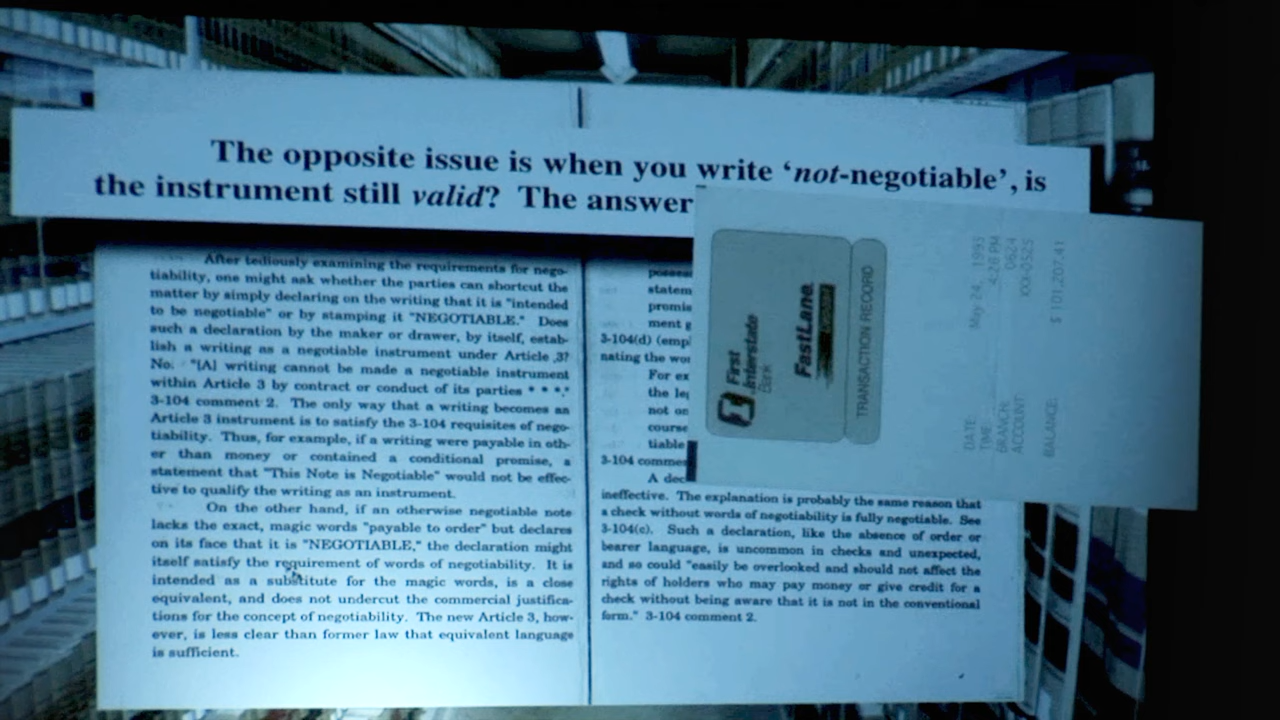 The opposite issue is when you write ‘not-negotiable’, is
the instrument still valid? The answer
After tediously examining the requirements for nego-
tiability, one might ask whether the parties can shortcut the
matter by simply declaring on the writing that it is "intended
to be negotiable" or by stamping it "NEGOTIABLE." Does
such a declaration by the maker or drawer, by itself, estab-
lish a writing as a negotiable instrument under Article 3?
No. "[A] writing cannot be made a negotiable instrument
within Article 3 by contract or conduct of its parties * * *."
3-104 comment 2. The only way that a writing becomes an
Article 3 instrument is to satisfy the 3-104 requisites of nego-
tiability. Thus, for example, if a writing were payable in oth-
er than money or contained a conditional promise, a
statement that "This Note is Negotiable" would not be effec-
tive to qualify the writing as an instrument.
On the other hand, if an otherwise negotiable note
lacks the exact, magic words "payable to order" but declares
on its face that it is "NEGOTIABLE," the declaration might
itself satisfy the requirement of words of negotiability. It is
intended as a substitute for the magic words, is a close
equivalent, and does not undercut the commercial justifica-
tions for the concept of negotiability. The new Article 3, how-
ever, is less clear than former law that equivalent language
is sufficient.
statem
promis
ment
3-104(d) (empl
nating the wor
For ex
the
not on
course
tiable
3-104 comme
A dec
ineffective. The explanation is probably the same reason that
a check without words of negotiability is fully negotiable. See
3-104(c). Such a declaration, like the absence of order or
bearer language, is uncommon in checks and unexpected,
and so could "easily be overlooked and should not affect the
rights of holders who may pay money or give credit for a
check without being aware that it is not in the conventional
form." 3-104 comment 2.
First
Interstate
Bank
FastLane
TRANSACTION RECORD
DATE: May 24, 1993
TIME: 4:26 PM
BRANCH: 0624
ACCOUNT XXX-0525
BALANCE: $ 101,207.41